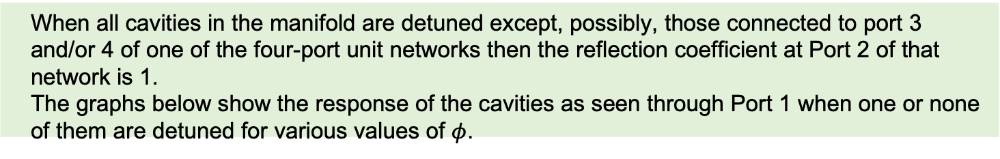 When all cavities in the manifold are detuned except, possibly, those connected to port 3
and/or 4 of one of the four-port unit networks then the reflection coefficient at Port 2 of that
network is 1.
The graphs below show the response of the cavities as seen through Port 1 when one or none
of them are detuned for various values of 𝜙.